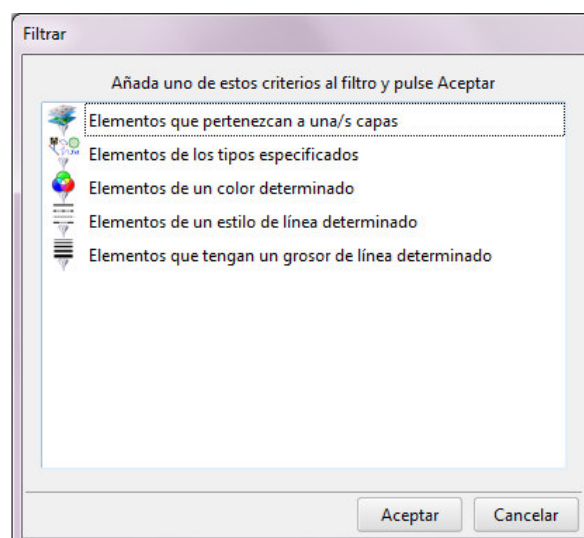 Filtrar
Añada uno de estos criterios al filtro y pulse Aceptar
Elementos que pertenezcan a una/s capas
Elementos de los tipos especificados
Elementos de un color determinado
Elementos de un estilo de línea determinado
Elementos que tengan un grosor de línea determinado
Aceptar
Cancelar